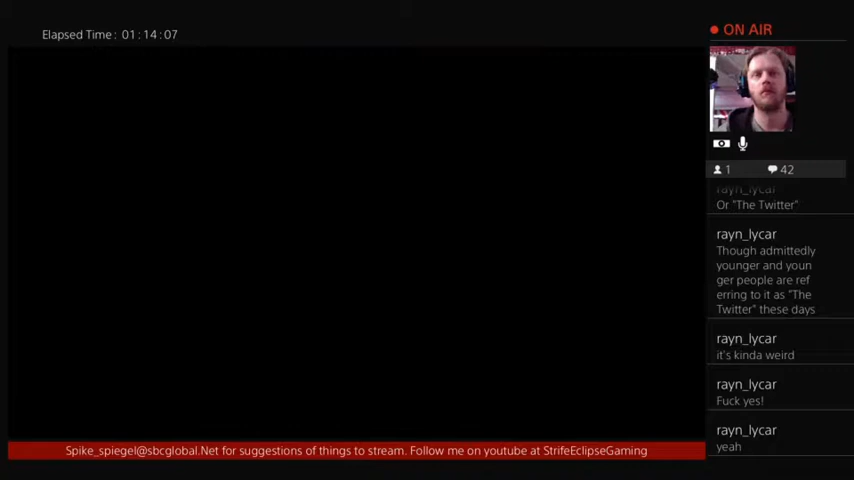 Elapsed Time: 01:14:07
ON AIR
1 42
rayn_lycar
Or "The Twitter"
rayn_lycar
Though admittedly
younger and youn
ger people are ref
erring to it as "The
Twitter" these days
rayn_lycar
it's kinda weird
rayn_lycar
Fuck yes!
rayn_lycar
yeah
Spike_spiegel@sbcglobal.Net for suggestions of things to stream. Follow me on youtube at StrifeEclipseGaming